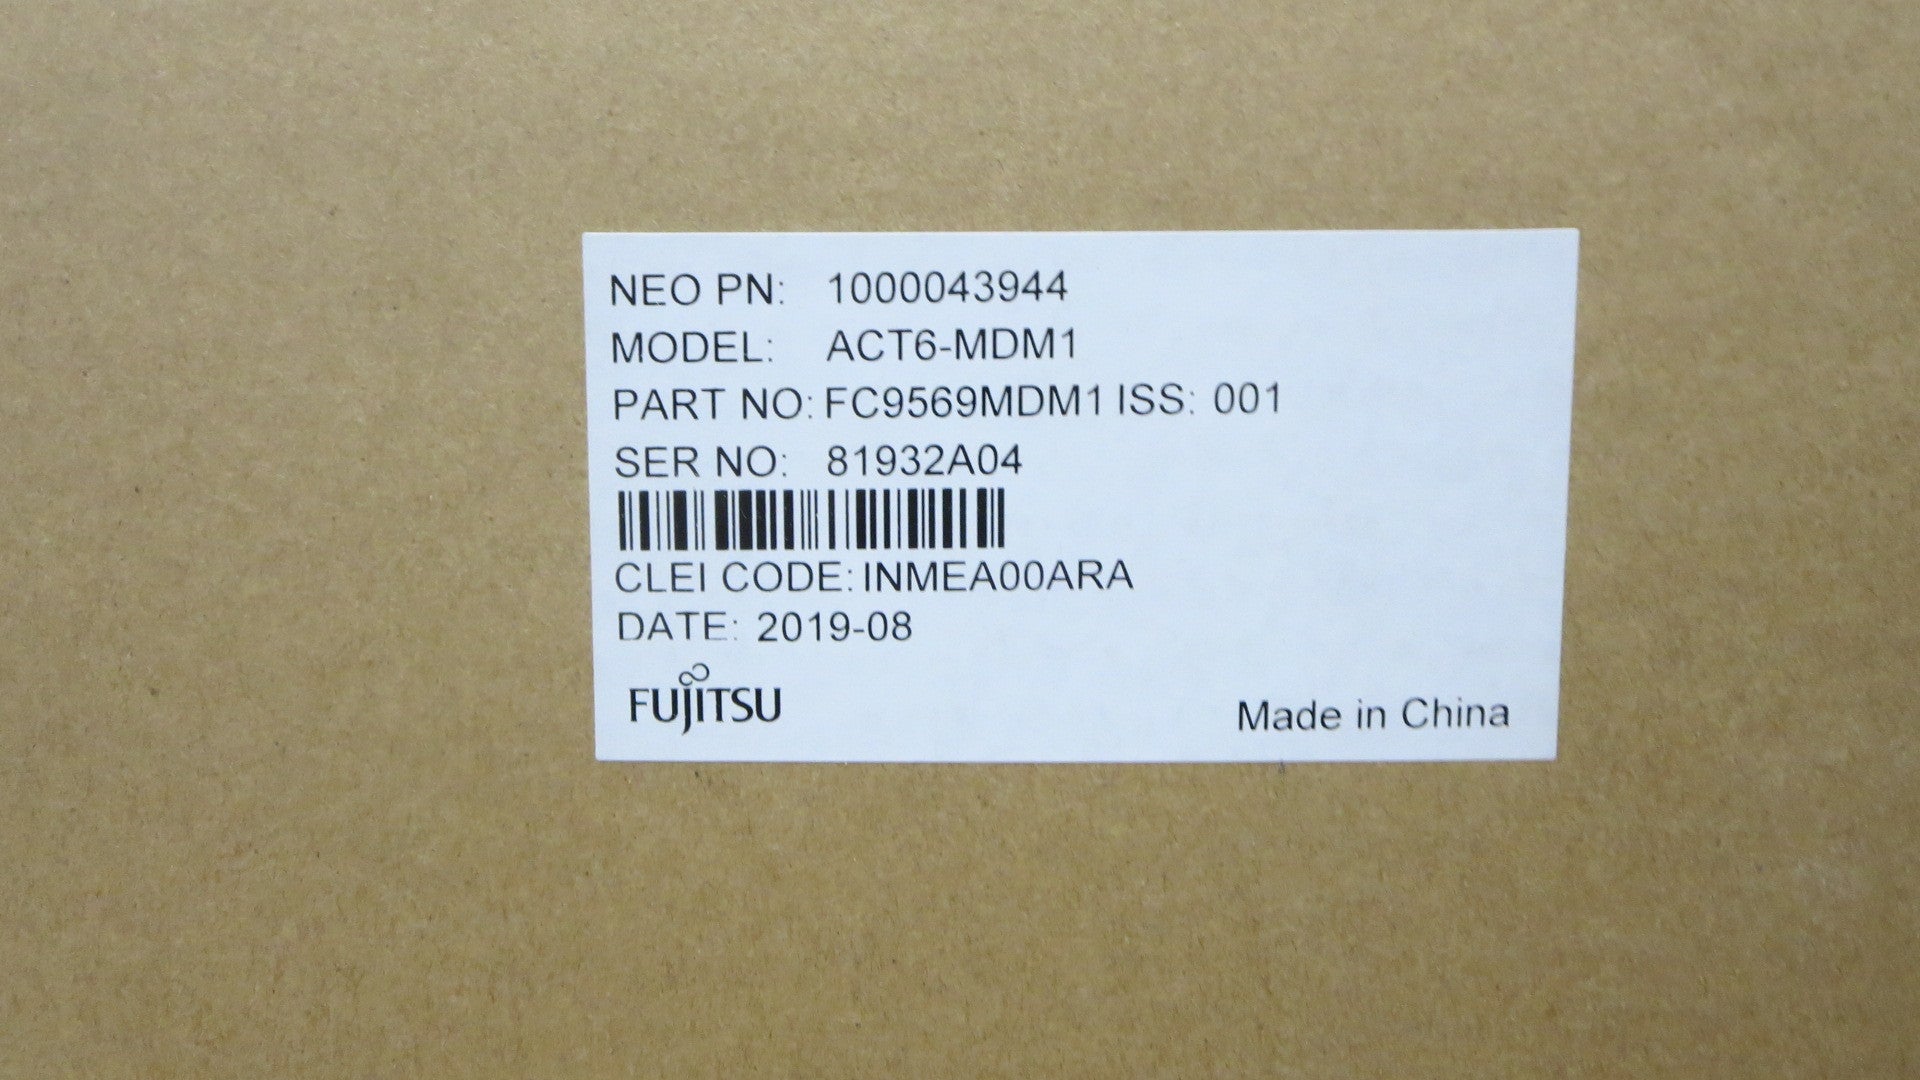 NEO PN: 1000043944
MODEL: ACT6-MDM1
PART NO: FC9569MDM1 ISS: 001
SER NO: 81932A04
CLEI CODE: INMEA00ARA
DATE: 2019-08
FUJITSU
Made in China